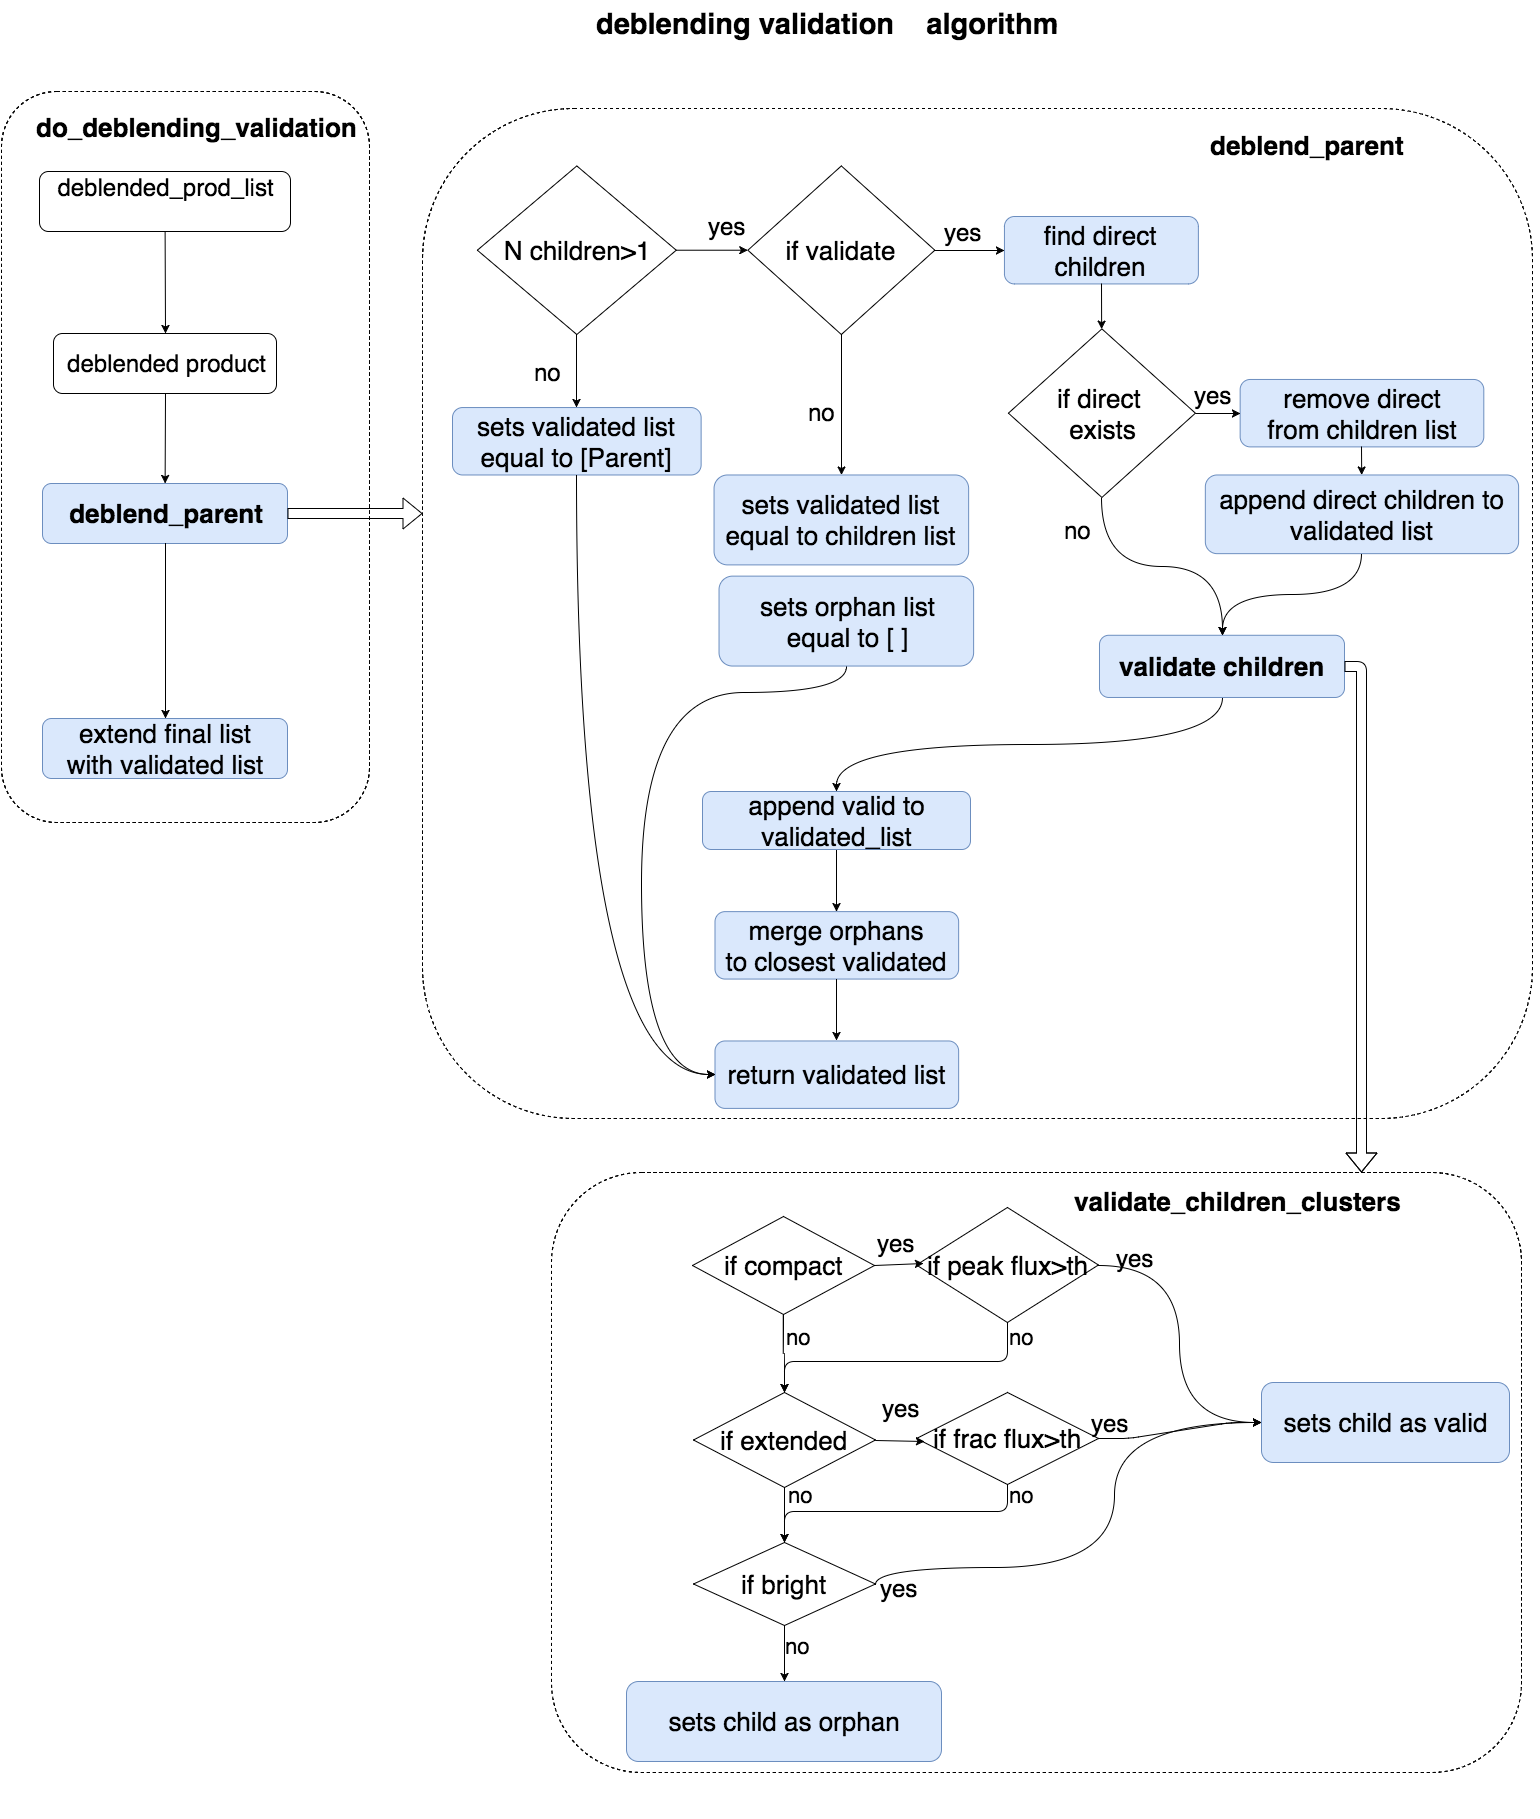 deblending validation algorithm
do_deblending_validation
deblended_prod_list
deblended product
deblend_parent
extend final list
with validated list
deblend_parent
N children>1
yes
if validate
yes
find direct
children
no
sets validated list
equal to [Parent]
no
sets validated list
equal to children list
sets orphan list
equal to [ ]
if direct
exists
yes
remove direct
from children list
append direct children to
validated list
no
validate children
append valid to
validated_list
merge orphans
to closest validated
return validated list
validate_children_clusters
if compact
yes
if peak flux>th
yes
no
no
if extended
yes
if frac flux>th
yes
sets child as valid
no
no
if bright
yes
no
sets child as orphan